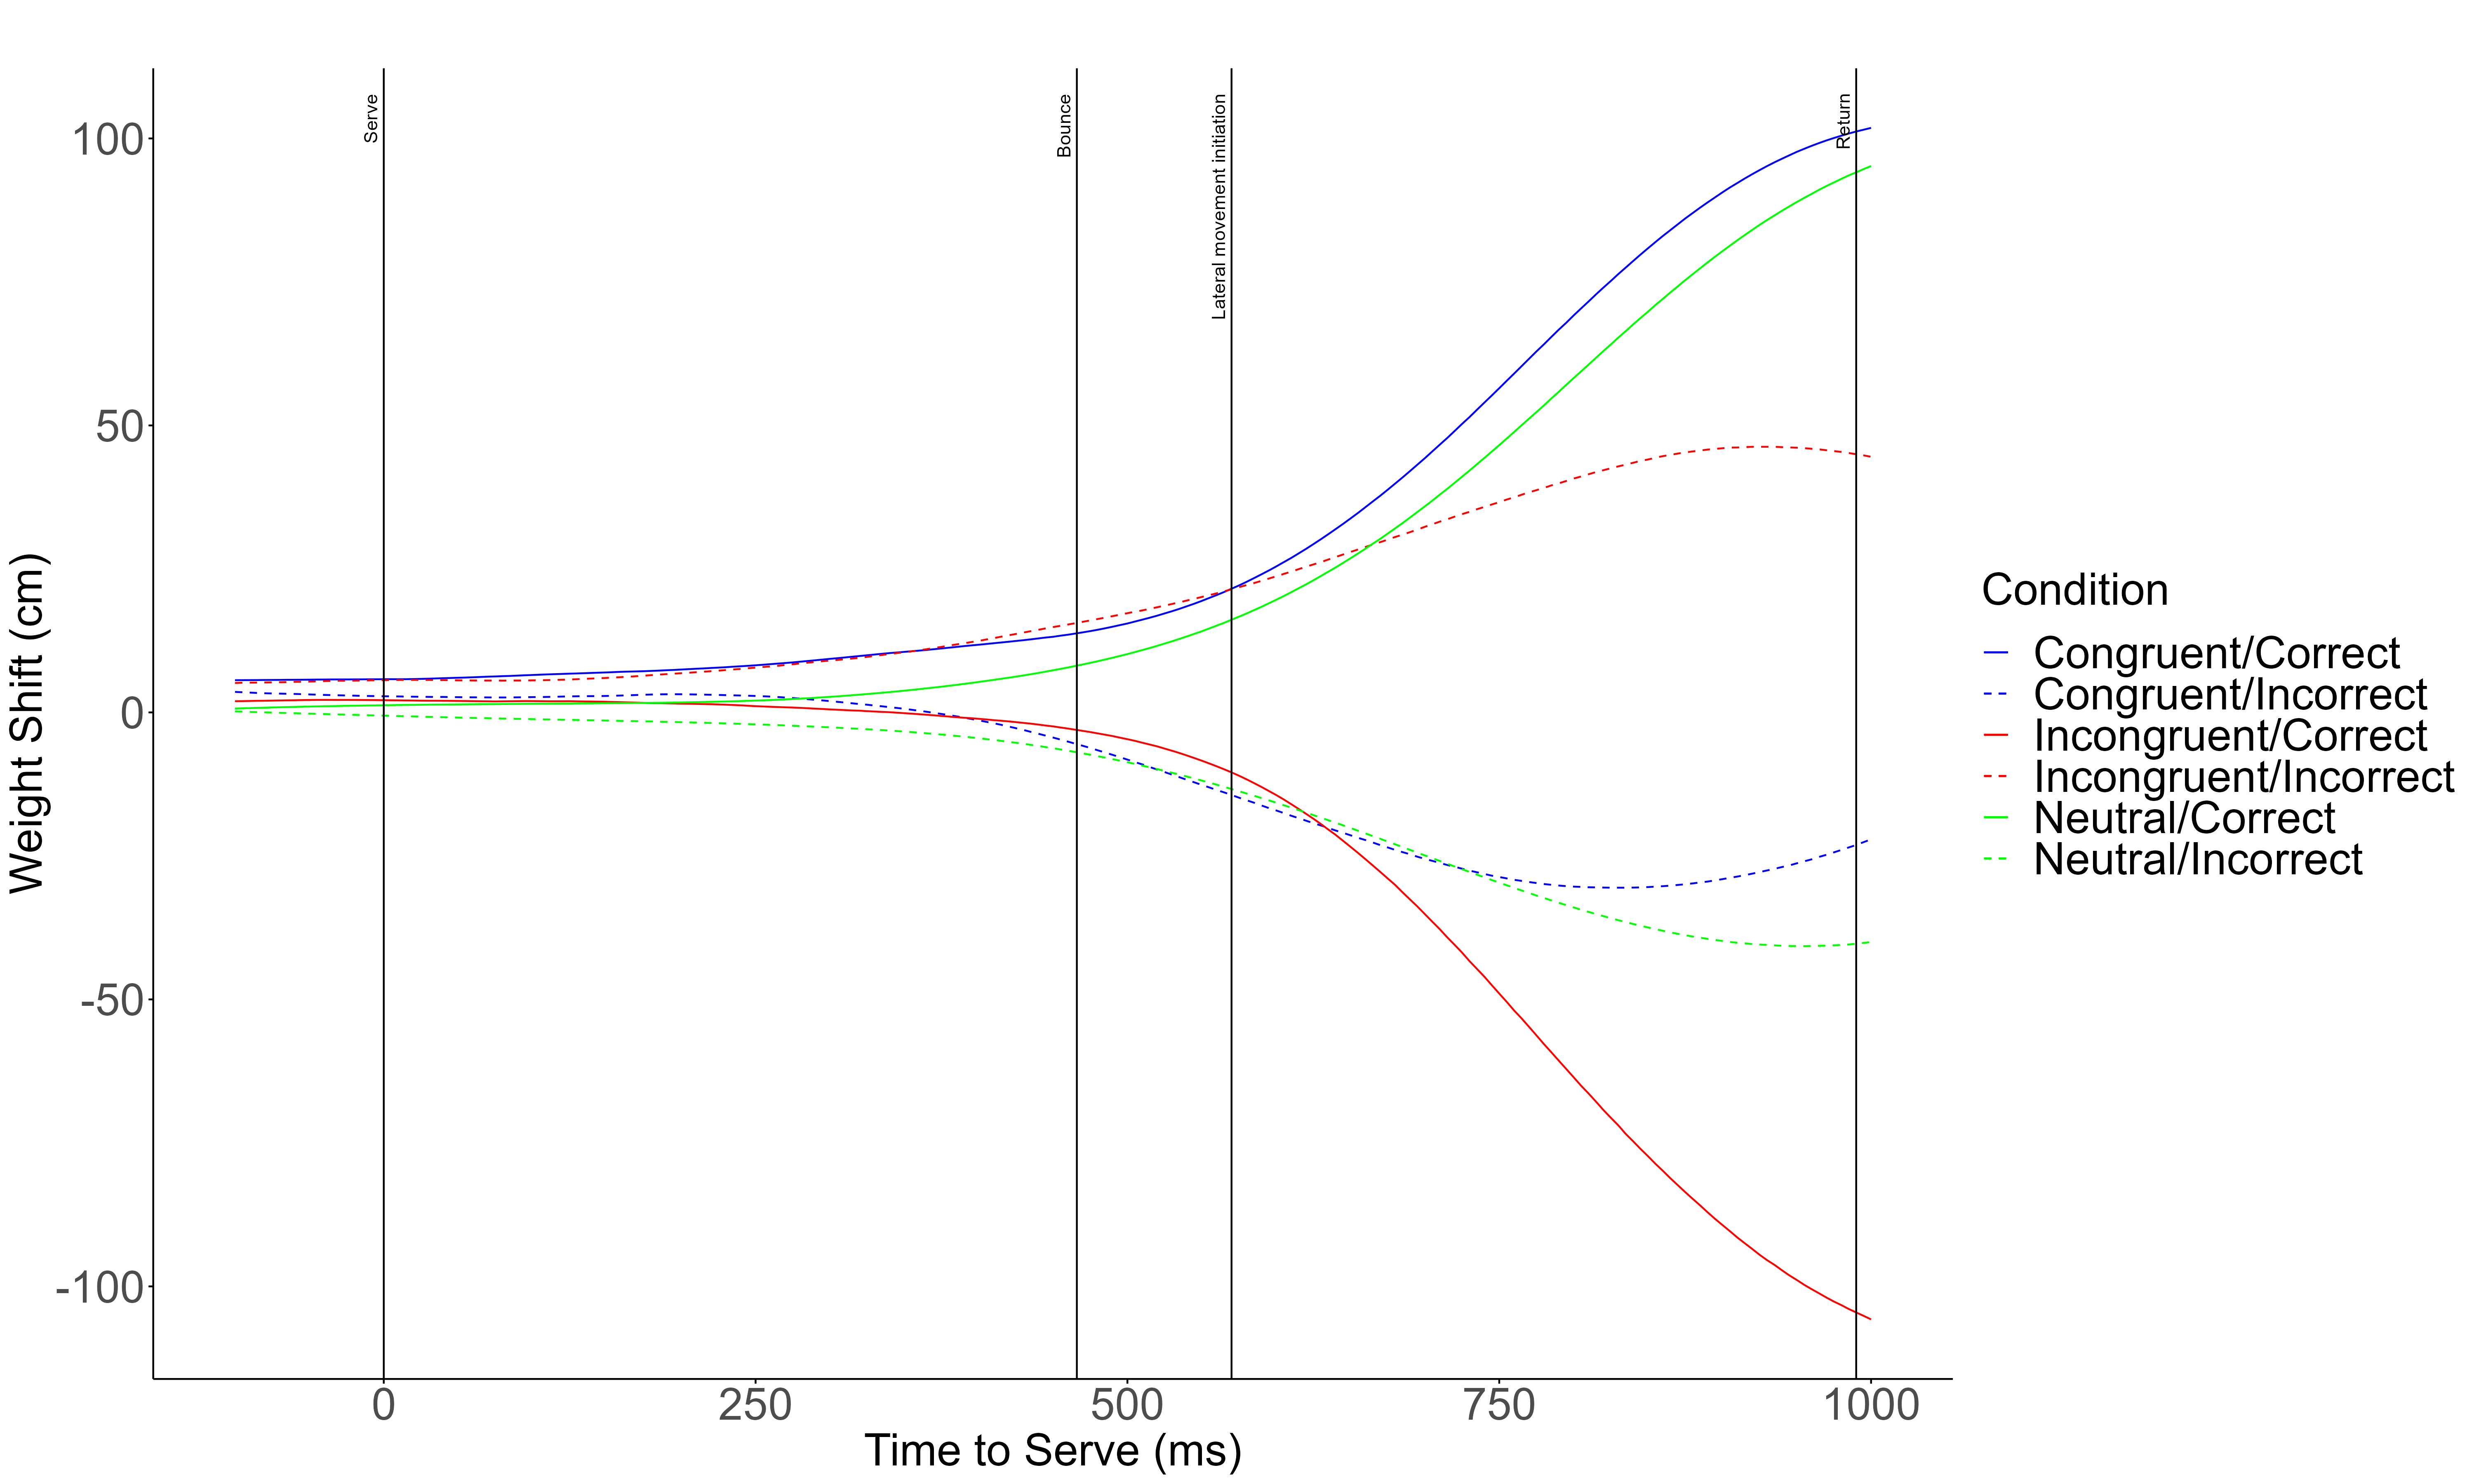 Serve
Bounce
Lateral movement initiation
Return
100
50
0
-50
-100
Weight Shift (cm)
0
250
500
750
1000
Time to Serve (ms)
Condition
Congruent/Correct
Congruent/Incorrect
Incongruent/Correct
Incongruent/Incorrect
Neutral/Correct
Neutral/Incorrect